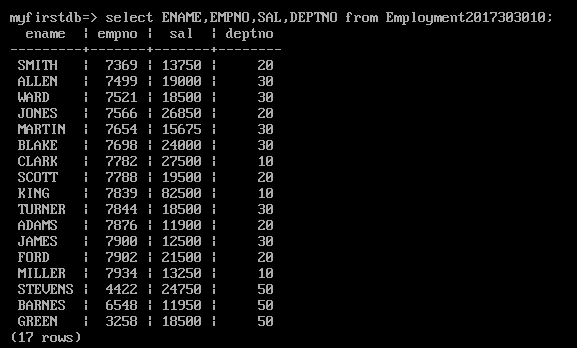 myfirstdb=> select ENAME,EMPNO,SAL,DEPTNO from Employment2017303010;
  ename  ¦ empno ¦  sal  ¦ deptno
---------+-------+-------+--------
 SMITH   ¦  7369 ¦ 13750 ¦     20
 ALLEN   ¦  7499 ¦ 19000 ¦     30
 WARD    ¦  7521 ¦ 18500 ¦     30
 JONES   ¦  7566 ¦ 26850 ¦     20
 MARTIN  ¦  7654 ¦ 15675 ¦     30
 BLAKE   ¦  7698 ¦ 24000 ¦     30
 CLARK   ¦  7782 ¦ 27500 ¦     10
 SCOTT   ¦  7788 ¦ 19500 ¦     20
 KING    ¦  7839 ¦ 82500 ¦     10
 TURNER  ¦  7844 ¦ 18500 ¦     30
 ADAMS   ¦  7876 ¦ 11900 ¦     20
 JAMES   ¦  7900 ¦ 12500 ¦     30
 FORD    ¦  7902 ¦ 21500 ¦     20
 MILLER  ¦  7934 ¦ 13250 ¦     10
 STEVENS ¦  4422 ¦ 24750 ¦     50
 BARNES  ¦  6548 ¦ 11950 ¦     50
 GREEN   ¦  3258 ¦ 18500 ¦     50
(17 rows)